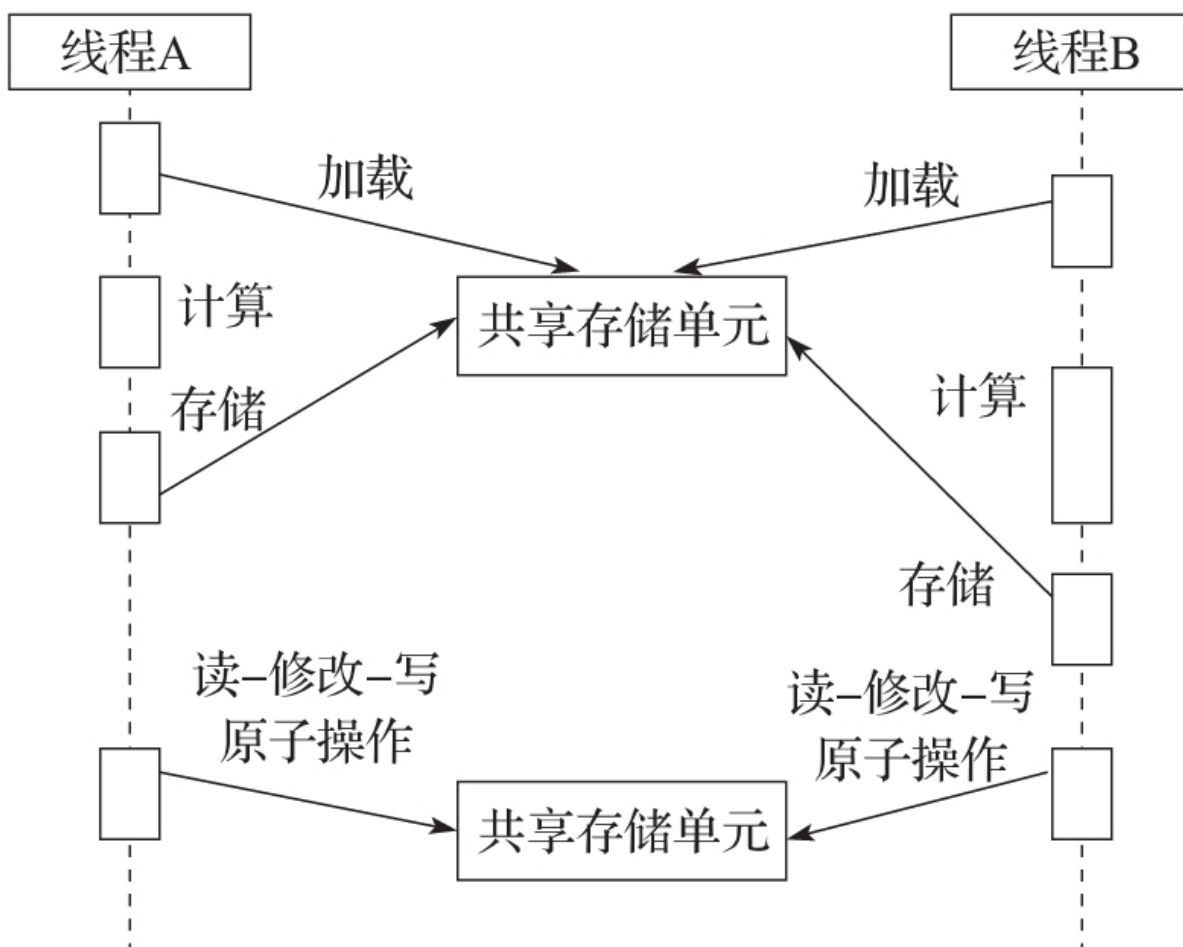 线程A
线程B
加载
加载
计算
共享存储单元
存储
计算
存储
读–修改–写
原子操作
读–修改–写
原子操作
共享存储单元